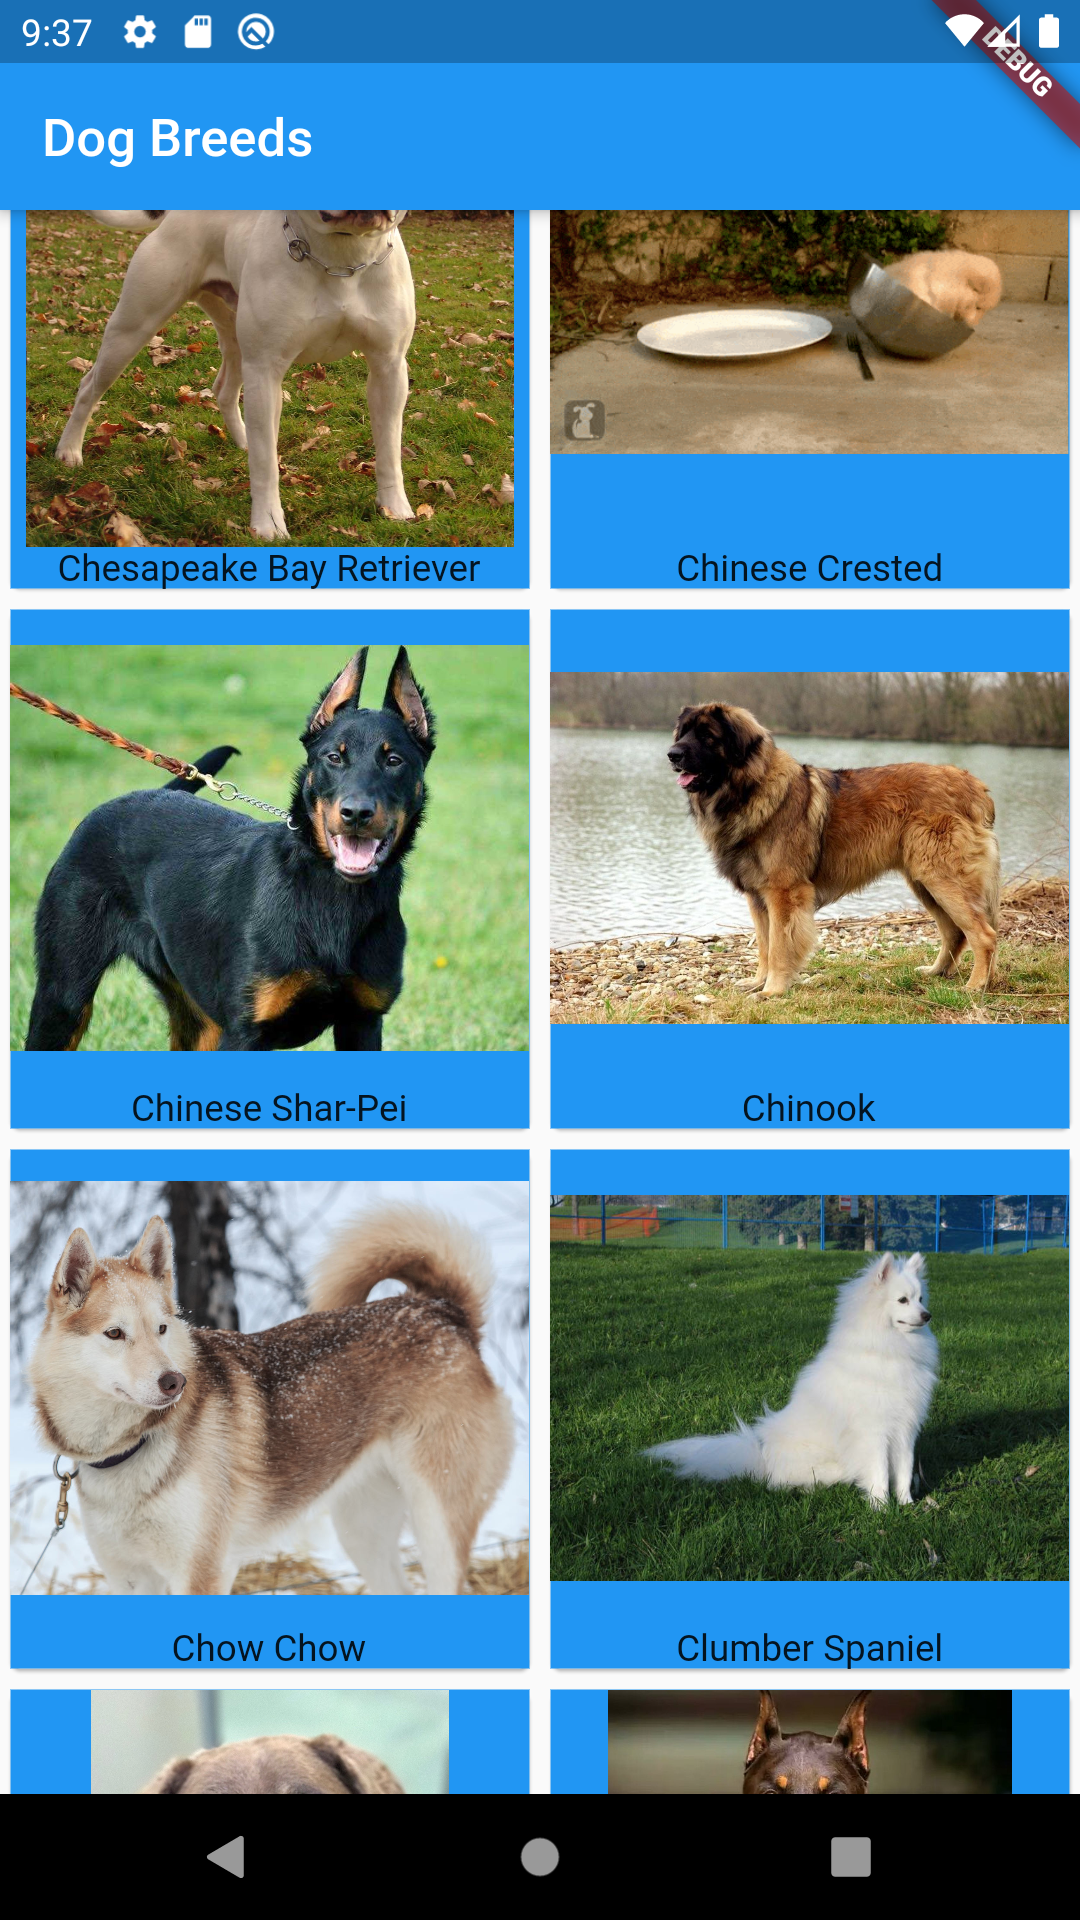 9:37
DEBUG
Dog Breeds
Chesapeake Bay Retriever
Chinese Crested
Chinese Shar-Pei
Chinook
Chow Chow
Clumber Spaniel